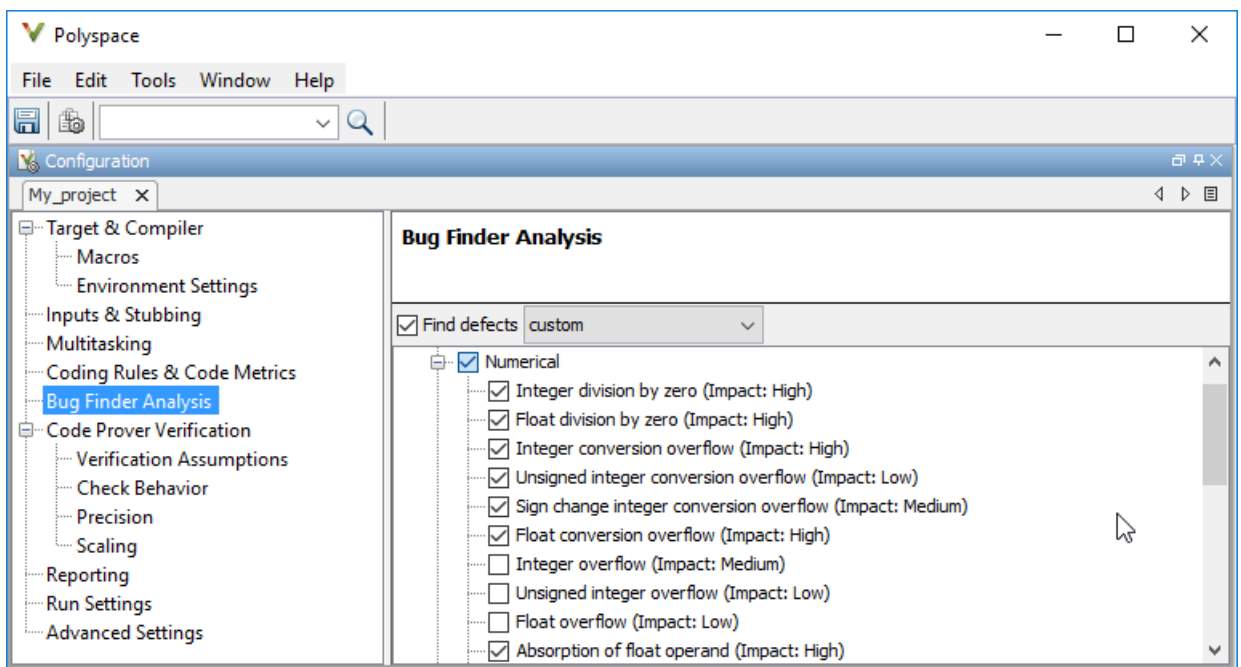 Polyspace
File Edit Tools Window Help
Configuration
My_project
Target & Compiler
Macros
Environment Settings
Inputs & Stubbing
Multitasking
Coding Rules & Code Metrics
Bug Finder Analysis
Code Prover Verification
Verification Assumptions
Check Behavior
Precision
Scaling
Reporting
Run Settings
Advanced Settings
Bug Finder Analysis
Find defects custom
Numerical
Integer division by zero (Impact: High)
Float division by zero (Impact: High)
Integer conversion overflow (Impact: High)
Unsigned integer conversion overflow (Impact: Low)
Sign change integer conversion overflow (Impact: Medium)
Float conversion overflow (Impact: High)
Integer overflow (Impact: Medium)
Unsigned integer overflow (Impact: Low)
Float overflow (Impact: Low)
Absorption of float operand (Impact: High)